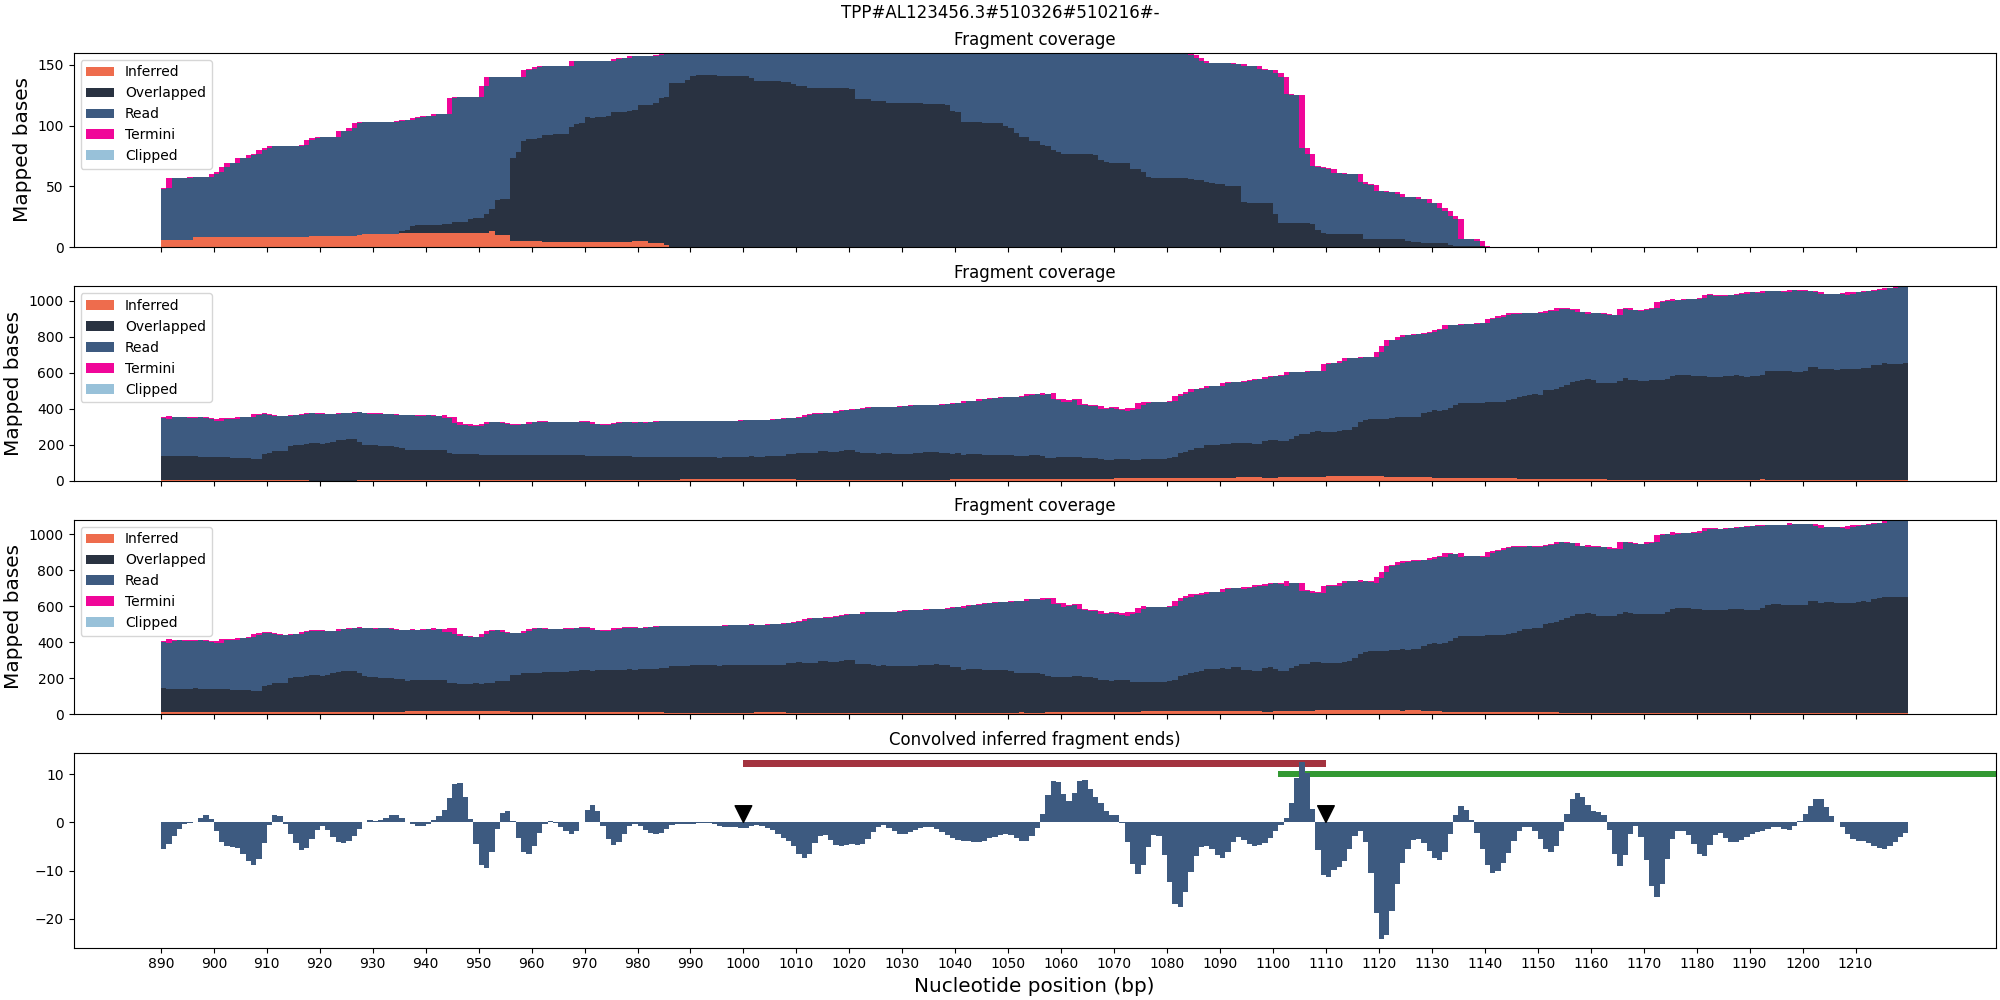 TPP#AL123456.3#510326#510216#-
Fragment coverage
Mapped bases
150
100
50
0
Inferred
Overlapped
Read
Termini
Clipped
Fragment coverage
Mapped bases
1000
800
600
400
200
0
Inferred
Overlapped
Read
Termini
Clipped
Fragment coverage
Mapped bases
1000
800
600
400
200
0
Inferred
Overlapped
Read
Termini
Clipped
Convolved inferred fragment ends)
10
0
−10
−20
890 900 910 920 930 940 950 960 970 980 990 1000 1010 1020 1030 1040 1050 1060 1070 1080 1090 1100 1110 1120 1130 1140 1150 1160 1170 1180 1190 1200 1210
Nucleotide position (bp)